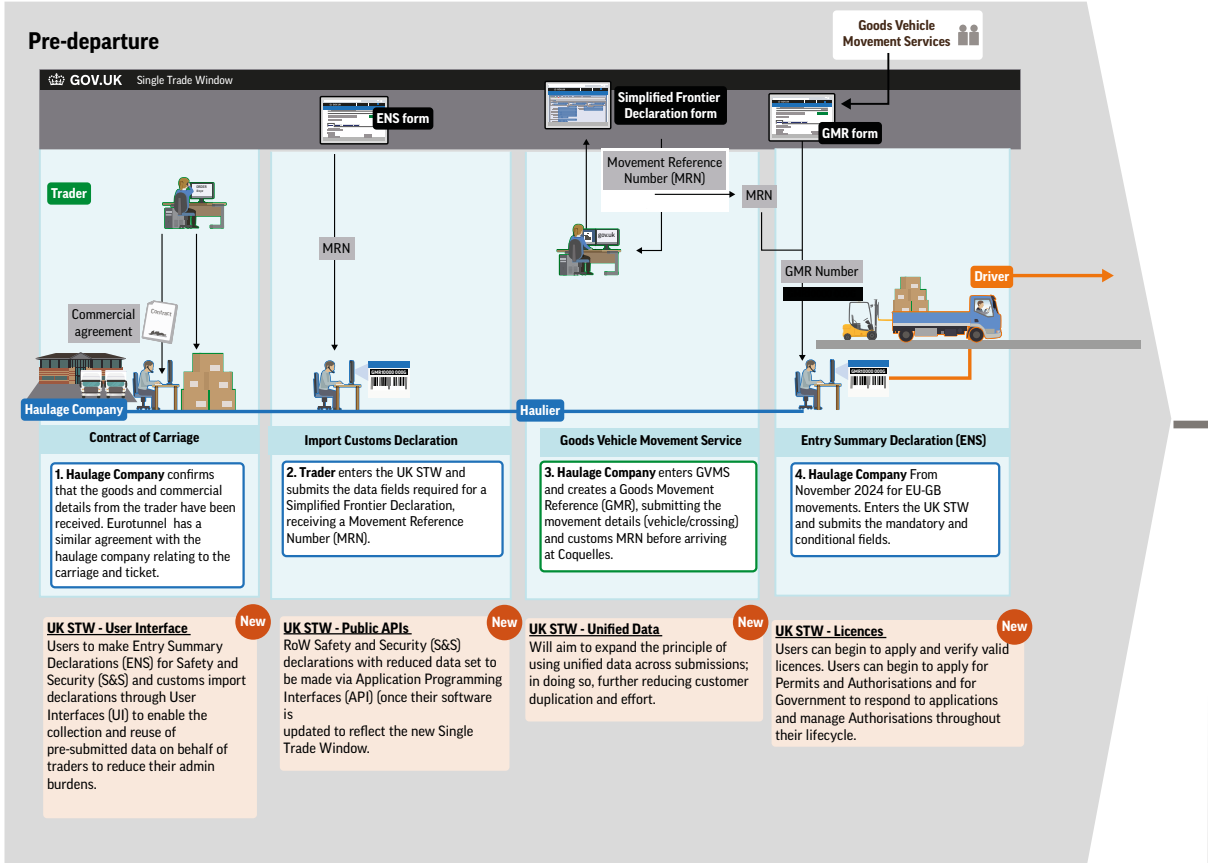 Pre-departure
Goods Vehicle
Movement Services
GOV.UK Single Trade Window
ENS form
Simplified Frontier
Declaration form
GMR form
Trader
Movement Reference
Number (MRN)
MRN
MRN
gov.uk
GMR Number
Driver
Commercial
agreement
Contract
GMR10000 000G
GMR10000 000G
Haulage Company
Haulier
Contract of Carriage
1. Haulage Company confirms
that the goods and commercial
details from the trader have been
received. Eurotunnel has a
similar agreement with the
haulage company relating to the
carriage and ticket.
Import Customs Declaration
2. Trader enters the UK STW and
submits the data fields required for a
Simplified Frontier Declaration,
receiving a Movement Reference
Number (MRN).
Goods Vehicle Movement Service
3. Haulage Company enters GVMS
and creates a Goods Movement
Reference (GMR), submitting the
movement details (vehicle/crossing)
and customs MRN before arriving
at Coquelles.
Entry Summary Declaration (ENS)
4. Haulage Company From
November 2024 for EU-GB
movements. Enters the UK STW
and submits the mandatory and
conditional fields.
New
UK STW - User Interface
Users to make Entry Summary
Declarations (ENS) for Safety and
Security (S&S) and customs import
declarations through User
Interfaces (UI) to enable the
collection and reuse of
pre-submitted data on behalf of
traders to reduce their admin
burdens.
New
UK STW - Public APIs
RoW Safety and Security (S&S)
declarations with reduced data set to
be made via Application Programming
Interfaces (API) (once their software
is
updated to reflect the new Single
Trade Window.
New
UK STW - Unified Data
Will aim to expand the principle of
using unified data across submissions;
in doing so, further reducing customer
duplication and effort.
New
UK STW - Licences
Users can begin to apply and verify valid
licences. Users can begin to apply for
Permits and Authorisations and for
Government to respond to applications
and manage Authorisations throughout
their lifecycle.